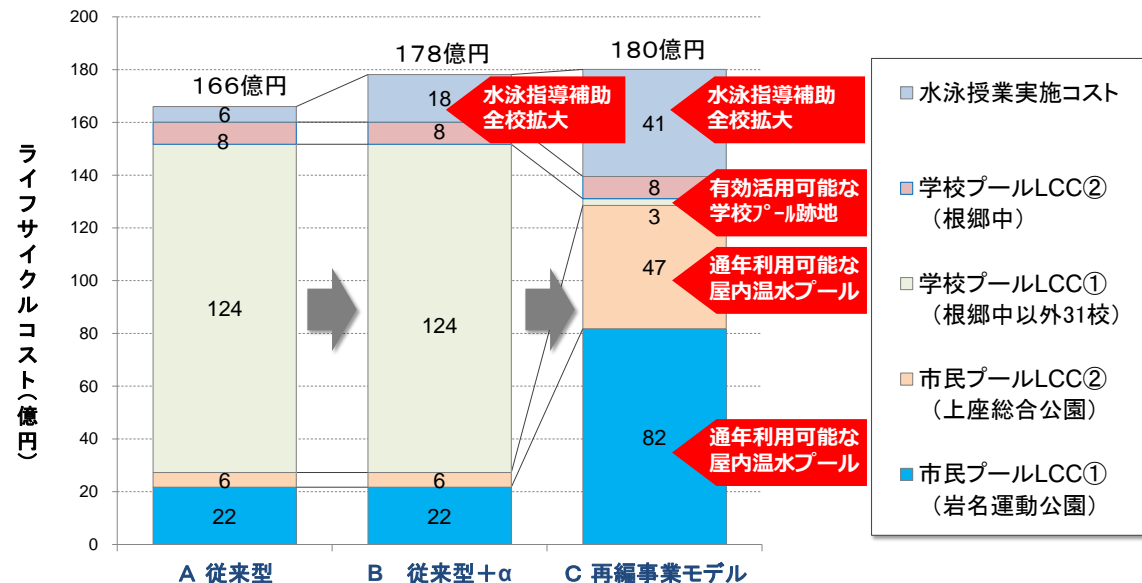 ライフサイクルコスト（億円）
200
180
160
140
120
100
80
60
40
20
0
166億円
6
8
124
6
22
A 従来型
178億円
18
8
124
6
22
B 従来型＋α
180億円
41
8
3
47
82
C 再編事業モデル
水泳指導補助
全校拡大
水泳指導補助
全校拡大
有効活用可能な
学校プール跡地
通年利用可能な
屋内温水プール
通年利用可能な
屋内温水プール
水泳授業実施コスト
学校プールLCC②
（根郷中）
学校プールLCC①
（根郷中以外31校）
市民プールLCC②
（上座総合公園）
市民プールLCC①
（岩名運動公園）